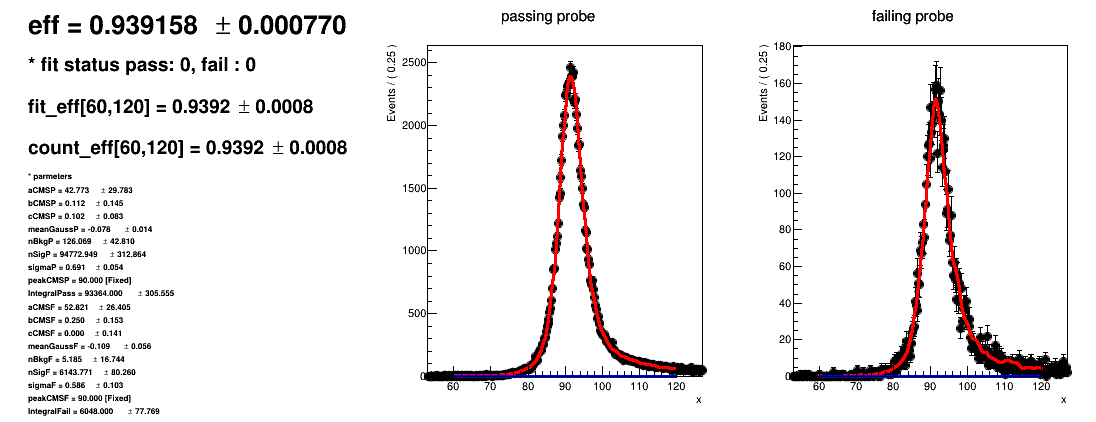 eff = 0.939158 ± 0.000770
* fit status pass: 0, fail : 0
fit_eff[60,120] = 0.9392 ± 0.0008
count_eff[60,120] = 0.9392 ± 0.0008
* parmeters
aCMSP = 42.773 ± 29.783
bCMSP = 0.112 ± 0.145
cCMSP = 0.102 ± 0.083
meanGaussP = -0.078 ± 0.014
nBkgP = 126.069 ± 42.810
nSigP = 94772.949 ± 312.864
sigmaP = 0.691 ± 0.054
peakCMSP = 90.000 [Fixed]
IntegralPass = 93364.000 ± 305.555
aCMSF = 52.821 ± 26.405
bCMSF = 0.250 ± 0.153
cCMSF = 0.000 ± 0.141
meanGaussF = -0.109 ± 0.056
nBkgF = 5.185 ± 16.744
nSigF = 6143.771 ± 80.260
sigmaF = 0.586 ± 0.103
peakCMSF = 90.000 [Fixed]
IntegralFail = 6048.000 ± 77.769
passing probe
Events / ( 0.25 )
2500
2000
1500
1000
500
0
60 70 80 90 100 110 120
x
failing probe
Events / ( 0.25 )
180
160
140
120
100
80
60
40
20
0
60 70 80 90 100 110 120
x